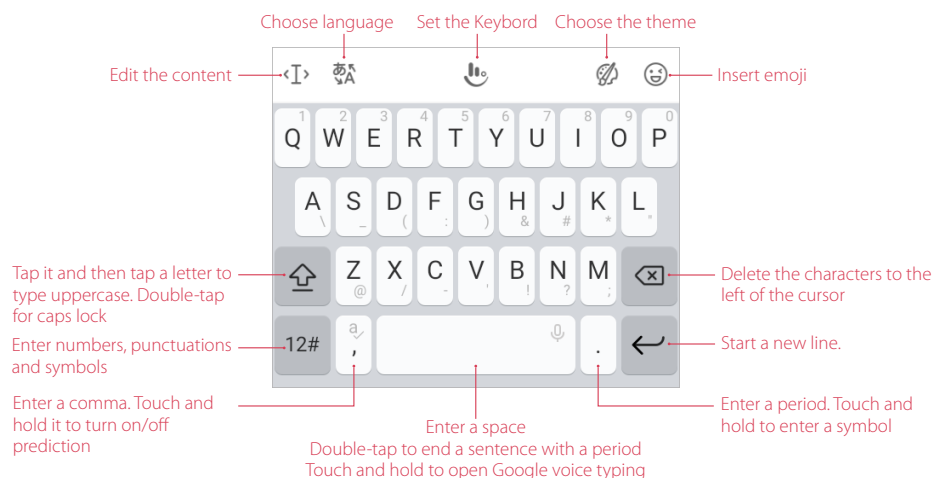 Choose language
Set the Keybord
Choose the theme
Edit the content
あA
Insert emoji
1 2 3 4 5 6 7 8 9 0
Q W E R T Y U I O P
A S D F G H J K L
\ _ ( : ) & # * "
Z X C V B N M
@ / - ' ! ? ;
Tap it and then tap a letter to
type uppercase. Double-tap
for caps lock
Delete the characters to the
left of the cursor
12#
a
,
.
Enter numbers, punctuations
and symbols
Start a new line.
Enter a comma. Touch and
hold it to turn on/off
prediction
Enter a space
Double-tap to end a sentence with a period
Touch and hold to open Google voice typing
Enter a period. Touch and
hold to enter a symbol